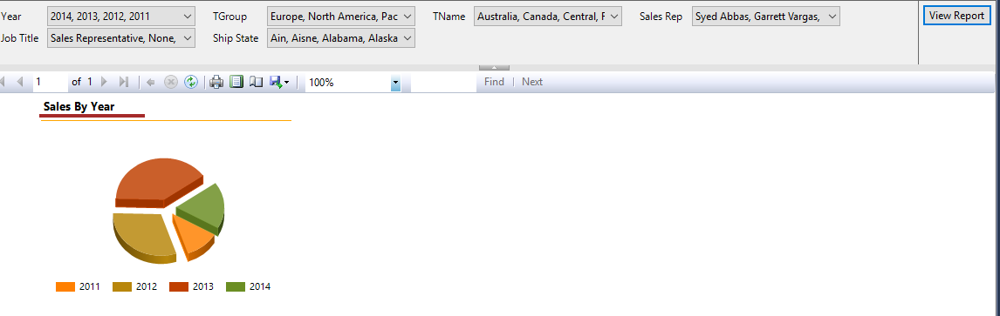 Year 2014, 2013, 2012, 2011 TGroup Europe, North America, Pac TName Australia, Canada, Central, F Sales Rep Syed Abbas, Garrett Vargas, View Report
Job Title Sales Representative, None, Ship State Ain, Aisne, Alabama, Alaska
1 of 1 100% Find | Next
Sales By Year
2011 2012 2013 2014